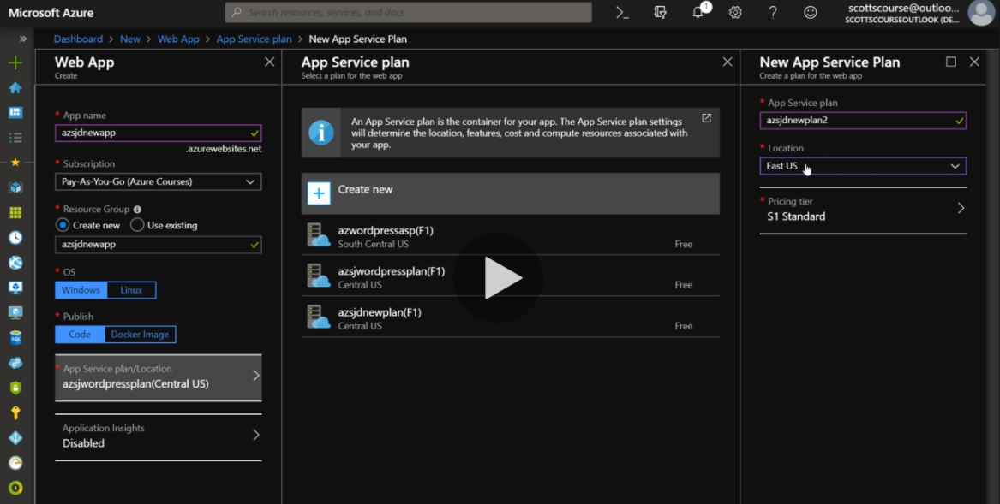 Microsoft Azure
Search resources, services, and docs
1
scottscourse@outloo...
SCOTTSCOURSEOUTLOOK (DE...
Dashboard > New > Web App > App Service plan > New App Service Plan
Web App
Create
* App name
azsjdnewapp
.azurewebsites.net
* Subscription
Pay-As-You-Go (Azure Courses)
* Resource Group
Create new Use existing
azsjdnewapp
* OS
Windows Linux
* Publish
Code Docker Image
* App Service plan/Location
azsjwordpressplan(Central US)
Application Insights
Disabled
App Service plan
Select a plan for the web app
An App Service plan is the container for your app. The App Service plan settings
will determine the location, features, cost and compute resources associated with
your app.
Create new
azwordpressasp(F1)
South Central US Free
azsjwordpressplan(F1)
Central US Free
azsjdnewplan(F1)
Central US Free
New App Service Plan
Create a plan for the web app
* App Service plan
azsjdnewplan2
* Location
East US
* Pricing tier
S1 Standard